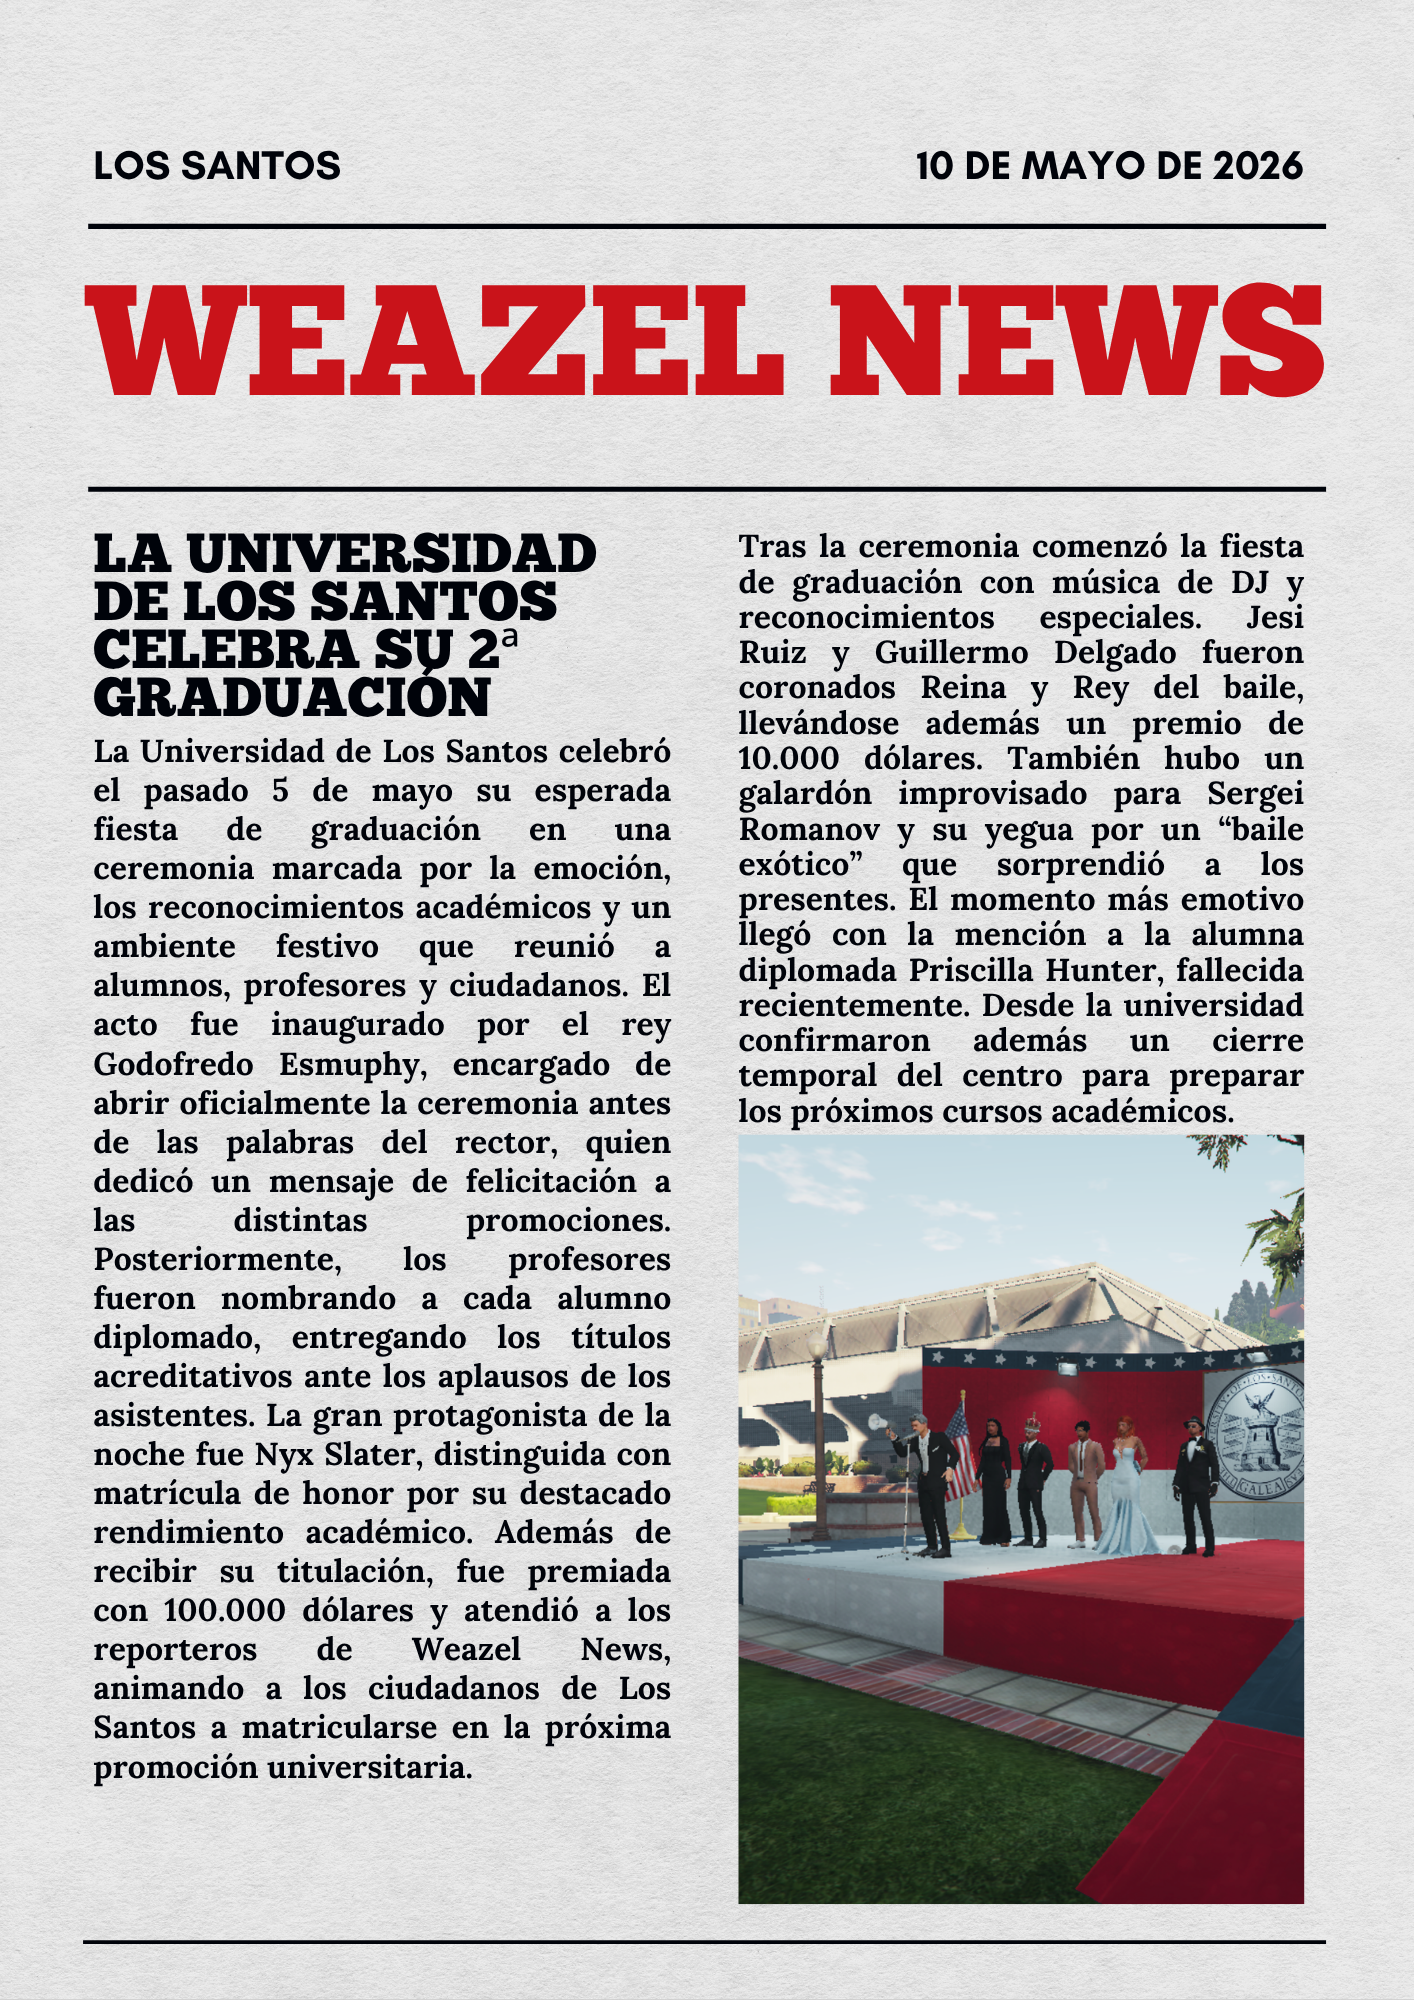 LOS SANTOS
10 DE MAYO DE 2026
WEAZEL NEWS
LA UNIVERSIDAD
DE LOS SANTOS
CELEBRA SU 2ª
GRADUACIÓN
La Universidad de Los Santos celebró
el pasado 5 de mayo su esperada
fiesta de graduación en una
ceremonia marcada por la emoción,
los reconocimientos académicos y un
ambiente festivo que reunió a
alumnos, profesores y ciudadanos. El
acto fue inaugurado por el rey
Godofredo Esmuphy, encargado de
abrir oficialmente la ceremonia antes
de las palabras del rector, quien
dedicó un mensaje de felicitación a
las distintas promociones.
Posteriormente, los profesores
fueron nombrando a cada alumno
diplomado, entregando los títulos
acreditativos ante los aplausos de los
asistentes. La gran protagonista de la
noche fue Nyx Slater, distinguida con
matrícula de honor por su destacado
rendimiento académico. Además de
recibir su titulación, fue premiada
con 100.000 dólares y atendió a los
reporteros de Weazel News,
animando a los ciudadanos de Los
Santos a matricularse en la próxima
promoción universitaria.
Tras la ceremonia comenzó la fiesta
de graduación con música de DJ y
reconocimientos especiales. Jesi
Ruiz y Guillermo Delgado fueron
coronados Reina y Rey del baile,
llevándose además un premio de
10.000 dólares. También hubo un
galardón improvisado para Sergei
Romanov y su yegua por un “baile
exótico” que sorprendió a los
presentes. El momento más emotivo
llegó con la mención a la alumna
diplomada Priscilla Hunter, fallecida
recientemente. Desde la universidad
confirmaron además un cierre
temporal del centro para preparar
los próximos cursos académicos.
DE·LOS·SANTOS
GALEA